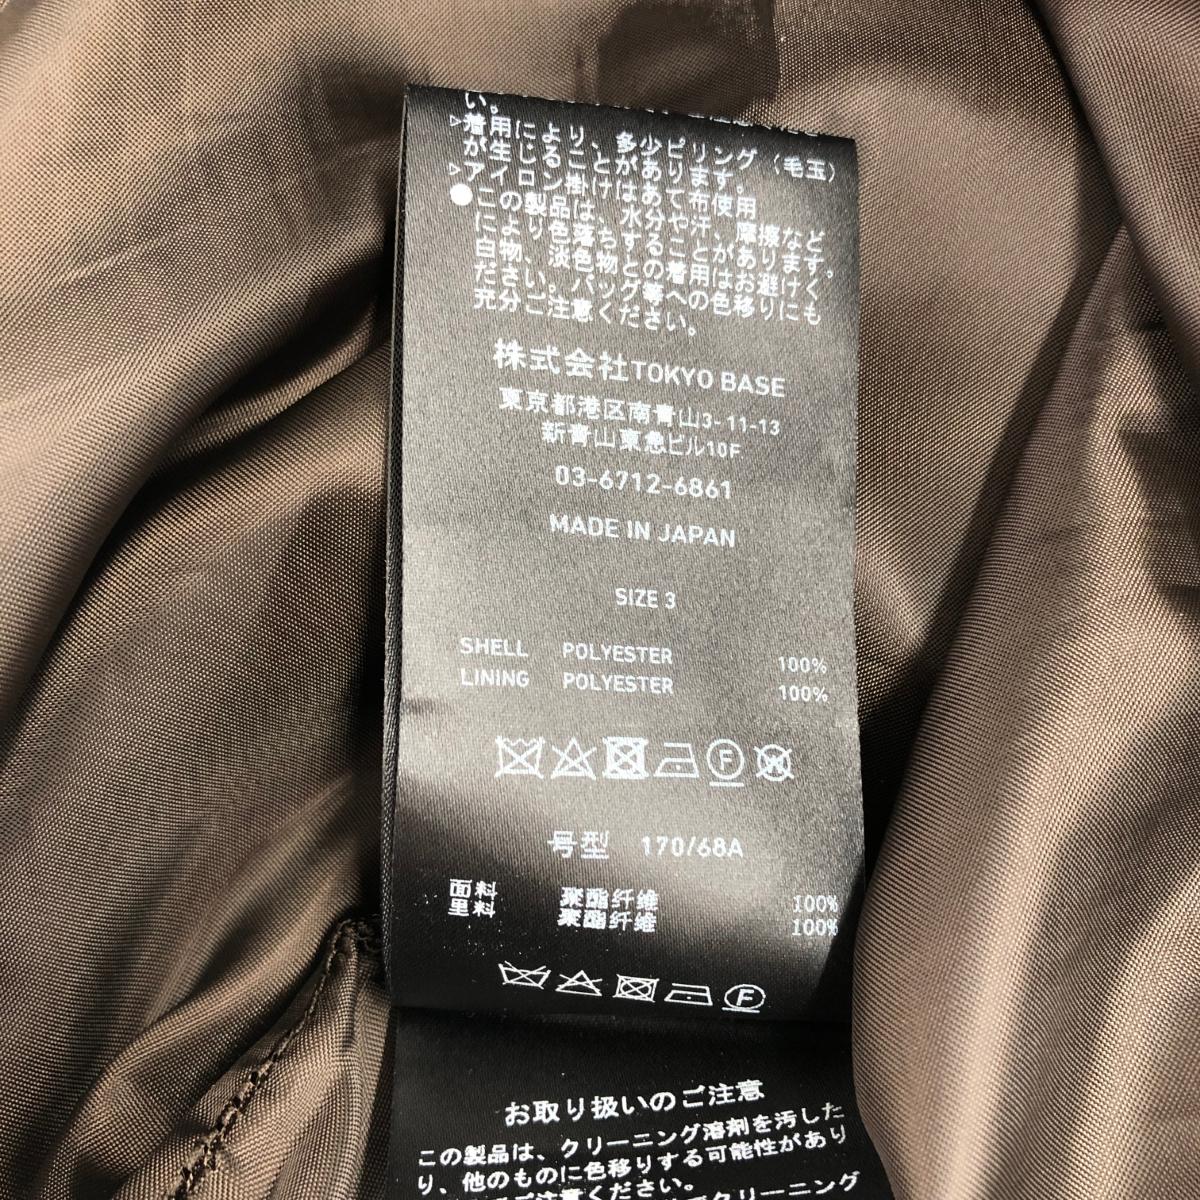 い。
▷着用により、多少ピリング(毛玉)
が生じることがあります。
▷アイロン掛けはあて布使用
●この製品は、水分や汗、摩擦など
により色落ちすることがあります。
白物、淡色物との着用はお避けく
ださい。バッグ等への色移りにも
充分ご注意ください。
株式会社TOKYO BASE
東京都港区南青山3-11-13
新青山東急ビル10F
03-6712-6861
MADE IN JAPAN
SIZE 3
SHELL POLYESTER 100%
LINING POLYESTER 100%
F W
号型 170/68A
面料 聚酯纤维 100%
里料 聚酯纤维 100%
F
お取り扱いのご注意
この製品は、クリーニング溶剤を汚した
り、他のものに色移りする可能性があり
ご注意ください。
クリーニング